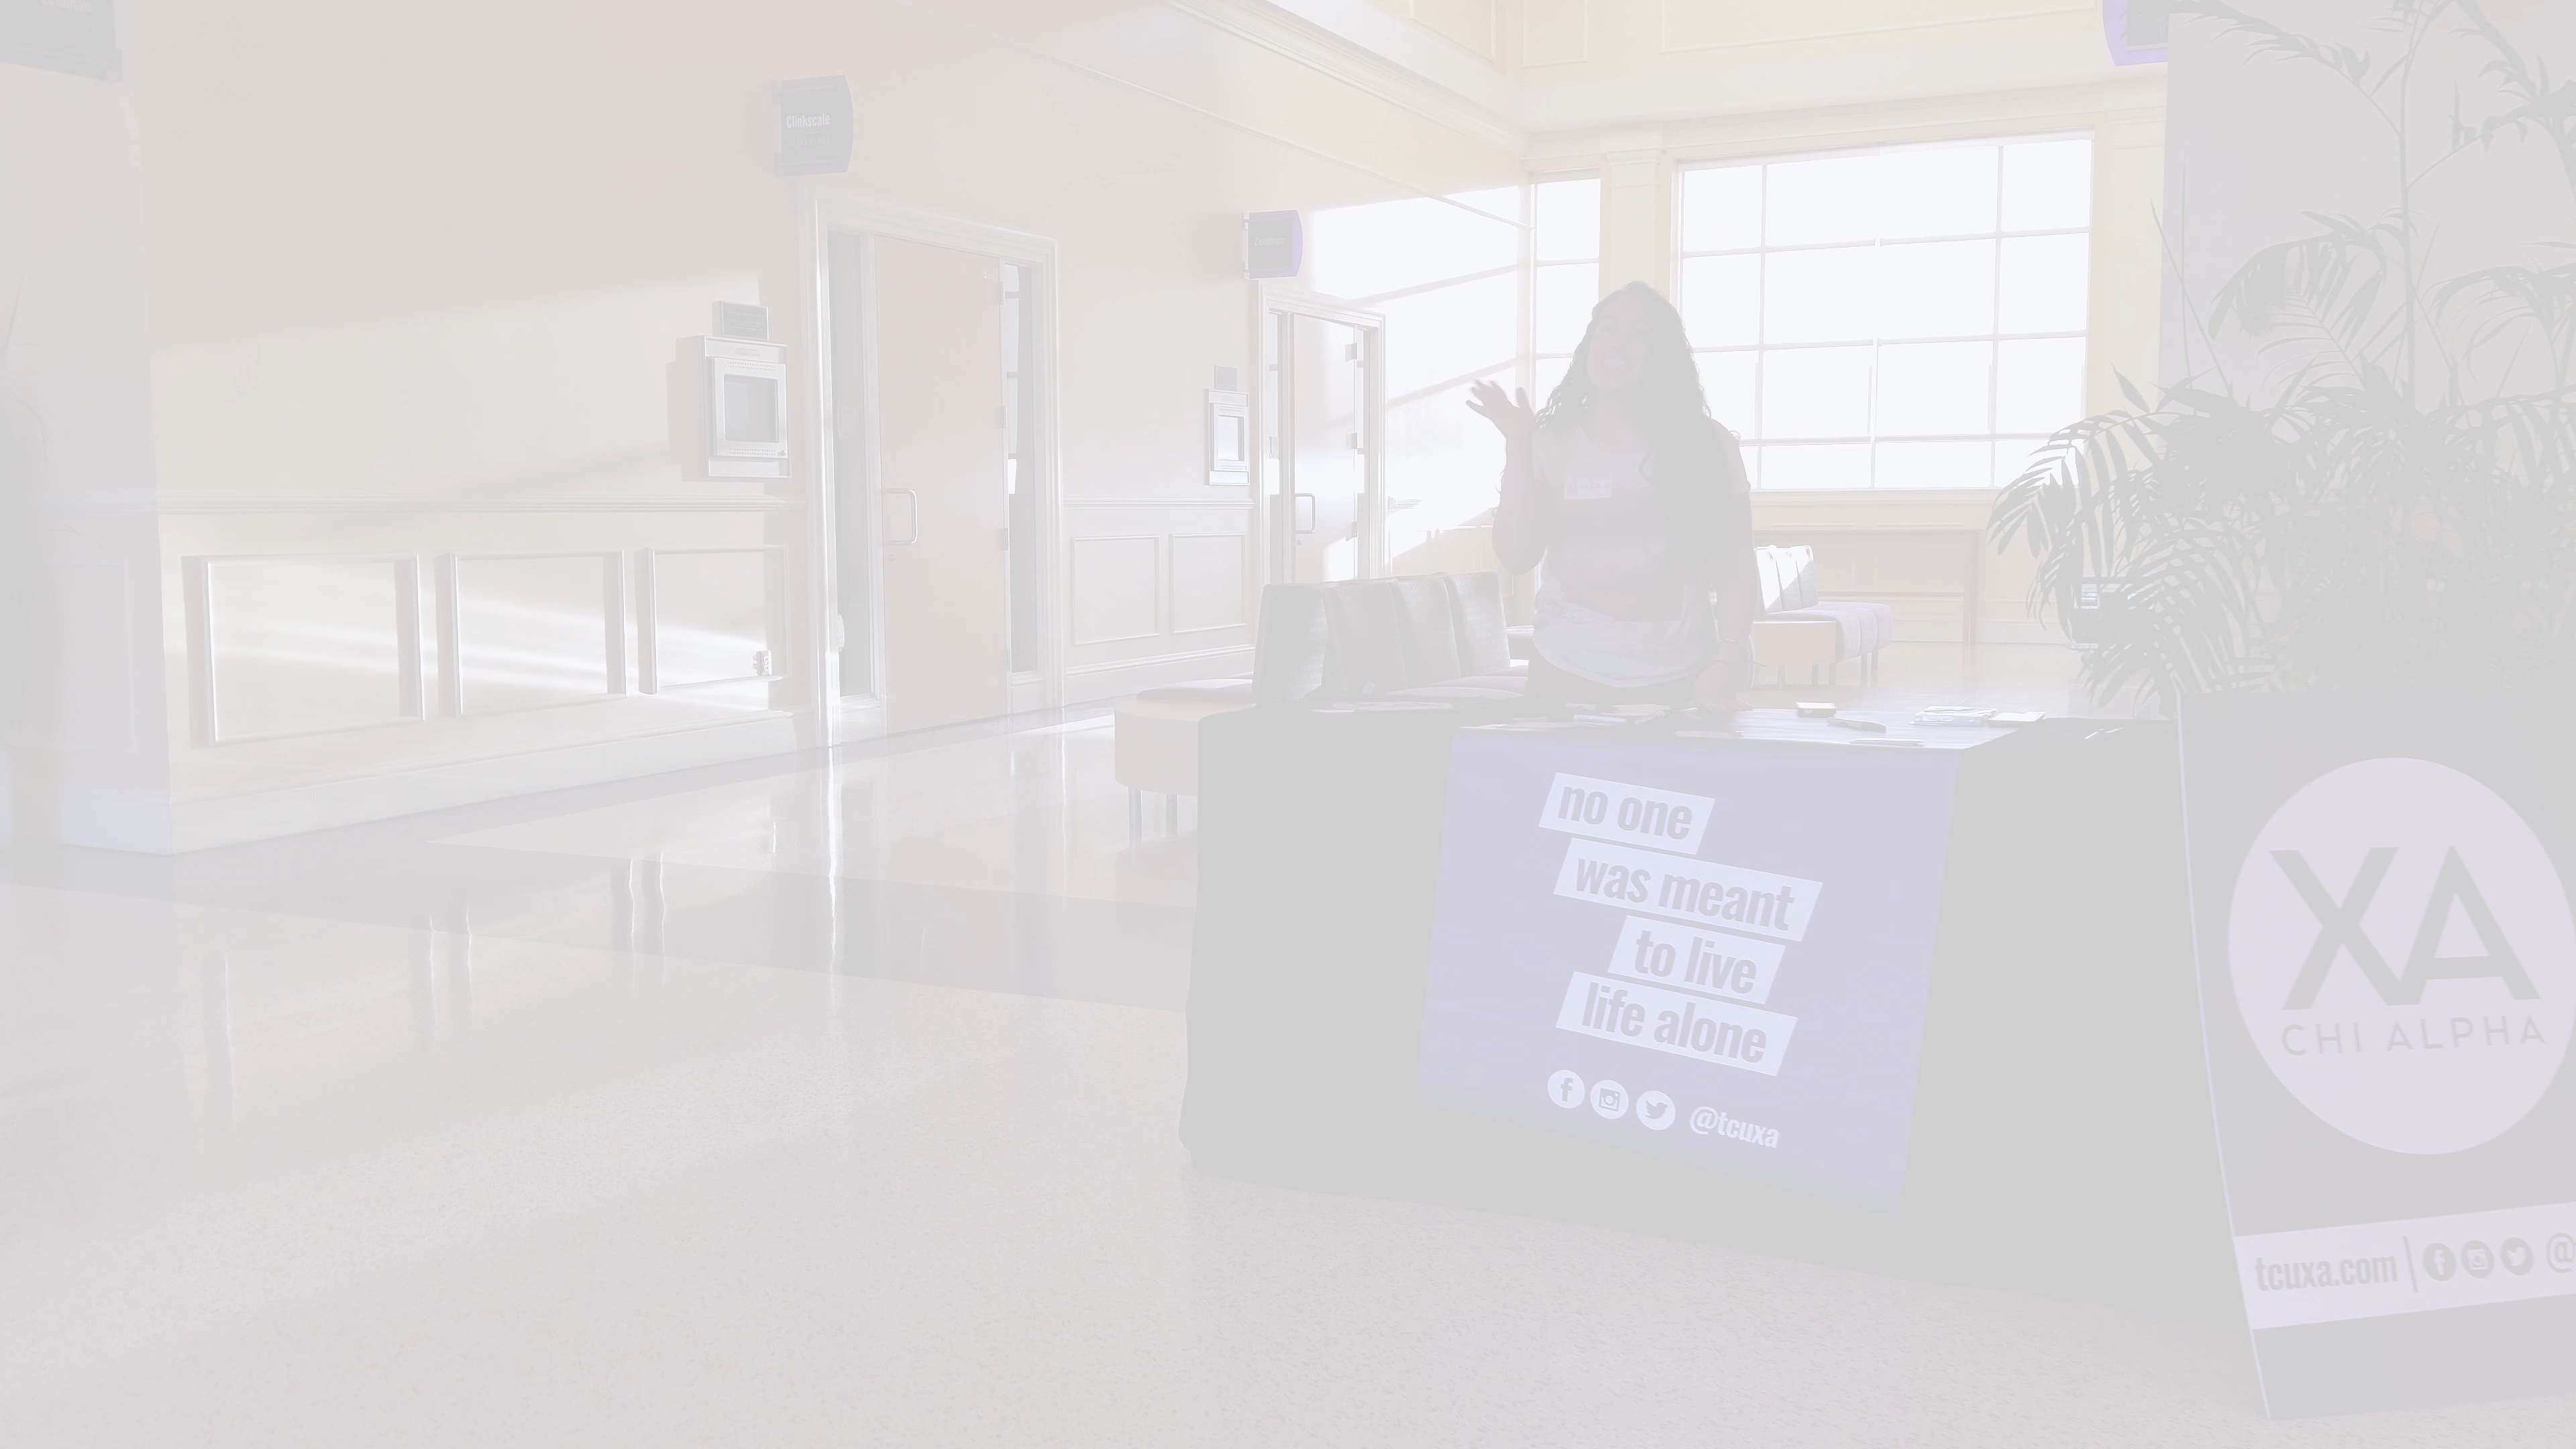 Clinkscale
no one
was meant
to live
life alone
@tcuxa
XA
CHI ALPHA
tcuxa.com
@